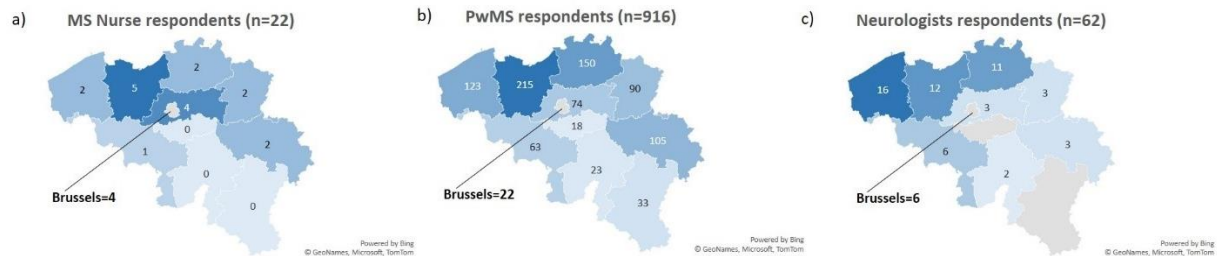 a) MS Nurse respondents (n=22)
2
2
5
2
4
0
1
2
0
0
Brussels=4
Powered by Bing
© GeoNames, Microsoft, TomTom
b) PwMS respondents (n=916)
150
123
215
90
74
18
63
105
23
33
Brussels=22
Powered by Bing
© GeoNames, Microsoft, TomTom
c) Neurologists respondents (n=62)
11
16
12
3
3
6
3
2
Brussels=6
Powered by Bing
© GeoNames, Microsoft, TomTom